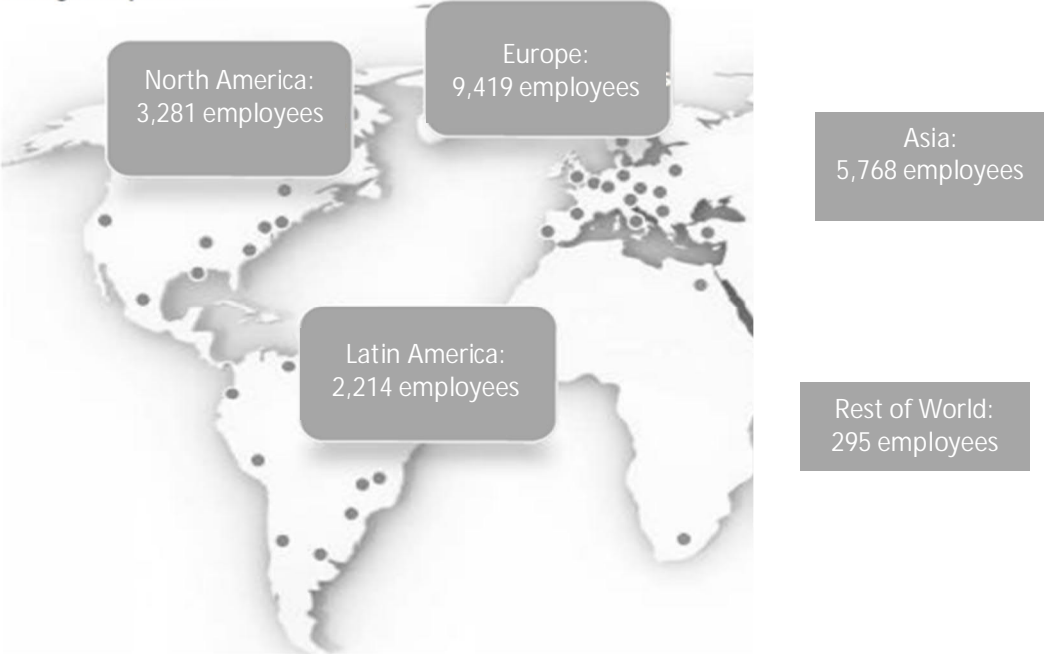 North America:
3,281 employees
Europe:
9,419 employees
Asia:
5,768 employees
Latin America:
2,214 employees
Rest of World:
295 employees